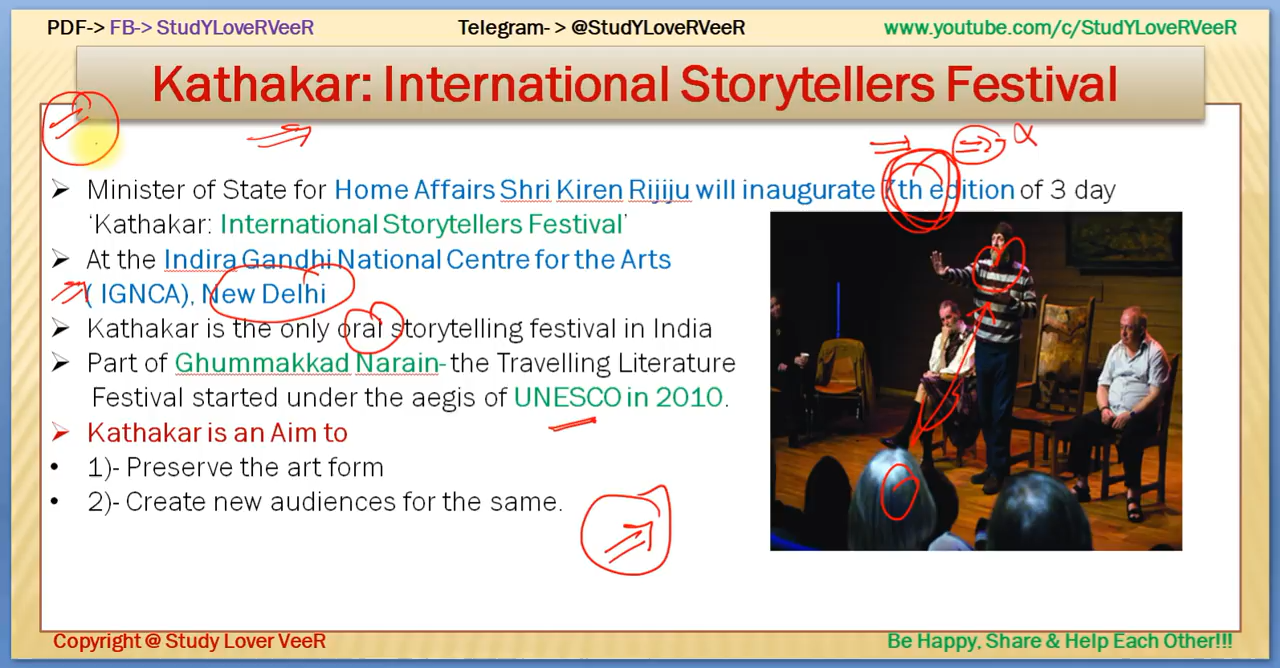 PDF-> FB-> StudYLoveRVeeR Telegram- > @StudYLoveRVeeR www.youtube.com/c/StudYLoveRVeeR
Kathakar: International Storytellers Festival
➢ Minister of State for Home Affairs Shri Kiren Rijiju will inaugurate 7th edition of 3 day
‘Kathakar: International Storytellers Festival’
➢ At the Indira Gandhi National Centre for the Arts
( IGNCA), New Delhi
➢ Kathakar is the only oral storytelling festival in India
➢ Part of Ghummakkad Narain- the Travelling Literature
Festival started under the aegis of UNESCO in 2010.
➢ Kathakar is an Aim to
• 1)- Preserve the art form
• 2)- Create new audiences for the same.
Copyright @ Study Lover VeeR Be Happy, Share & Help Each Other!!!